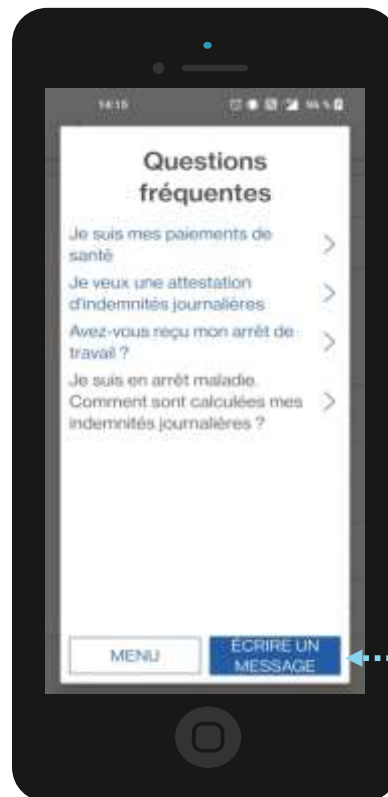 14:15
94 %
Questions
fréquentes
Je suis mes paiements de
santé
Je veux une attestation
d'indemnités journalières
Avez-vous reçu mon arrêt de
travail ?
Je suis en arrêt maladie.
Comment sont calculées mes
indemnités journalières ?
MENU
ÉCRIRE UN
MESSAGE